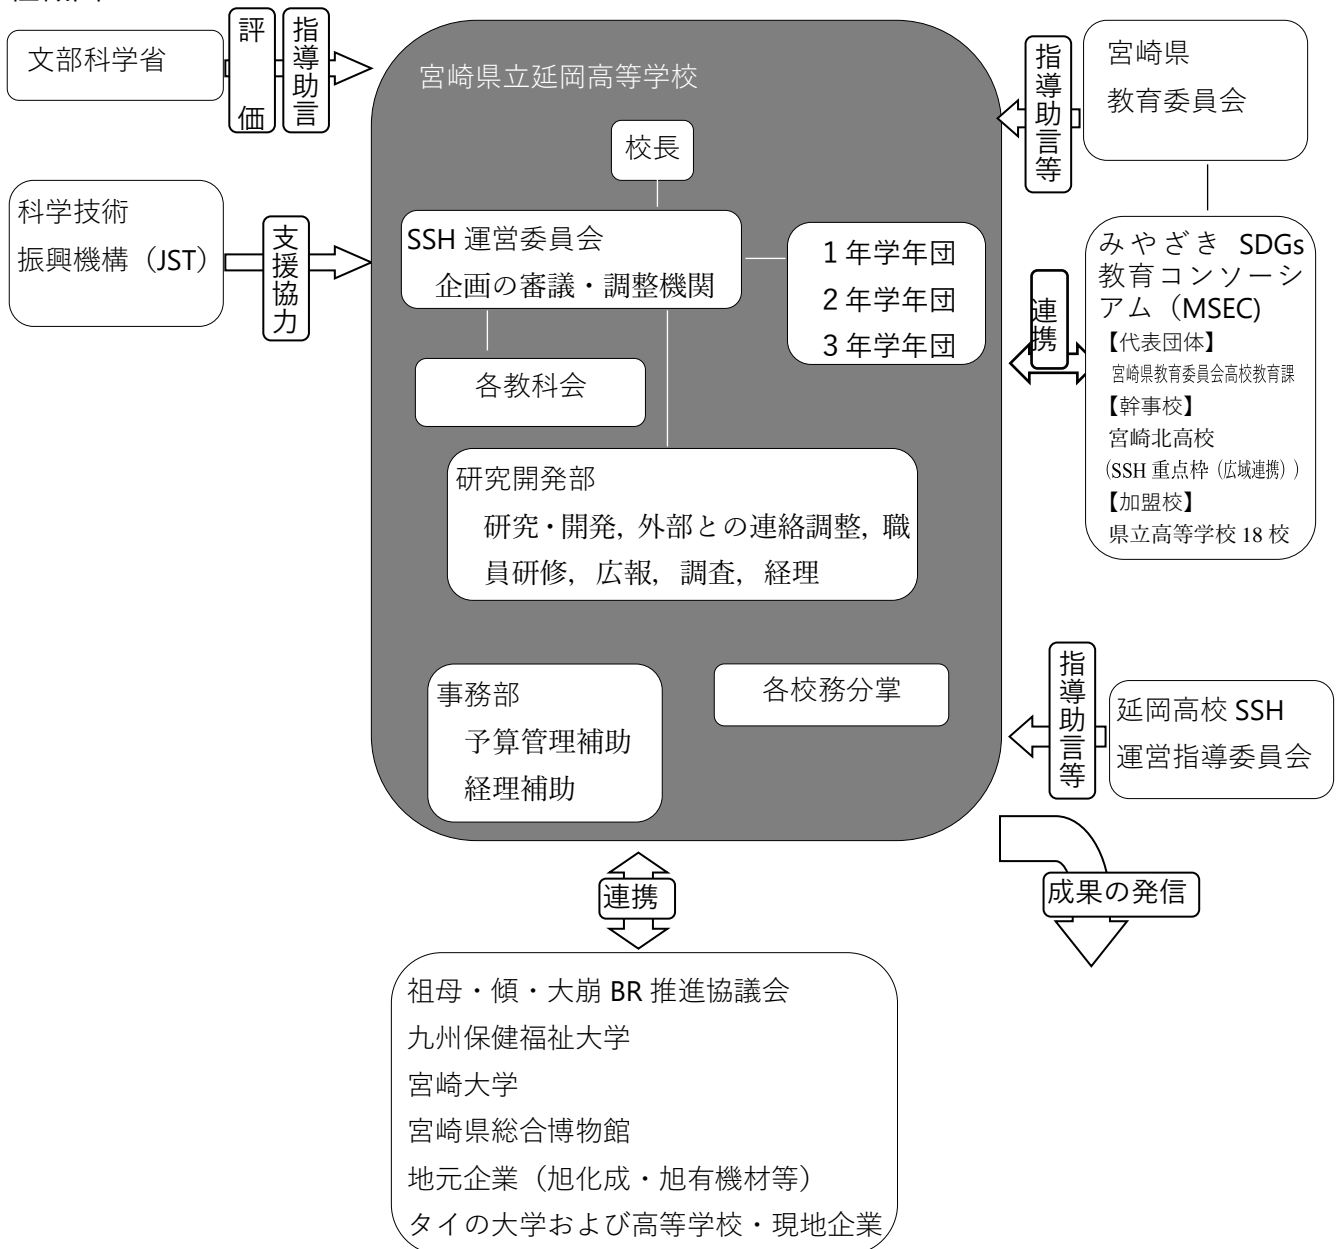 文部科学省
評価
指導助言
宮崎県立延岡高等学校
指導助言等
宮崎県
教育委員会
校長
科学技術
振興機構（JST）
支援協力
SSH 運営委員会
企画の審議・調整機関
1 年学年団
2 年学年団
3 年学年団
連携
みやざき SDGs
教育コンソーシ
アム（MSEC)
【代表団体】
宮崎県教育委員会高校教育課
【幹事校】
宮崎北高校
(SSH 重点枠（広域連携）)
【加盟校】
県立高等学校 18 校
各教科会
研究開発部
研究・開発，外部との連絡調整，職
員研修，広報，調査，経理
事務部
予算管理補助
経理補助
各校務分掌
指導助言等
延岡高校 SSH
運営指導委員会
連携
成果の発信
祖母・傾・大崩 BR 推進協議会
九州保健福祉大学
宮崎大学
宮崎県総合博物館
地元企業（旭化成・旭有機材等）
タイの大学および高等学校・現地企業